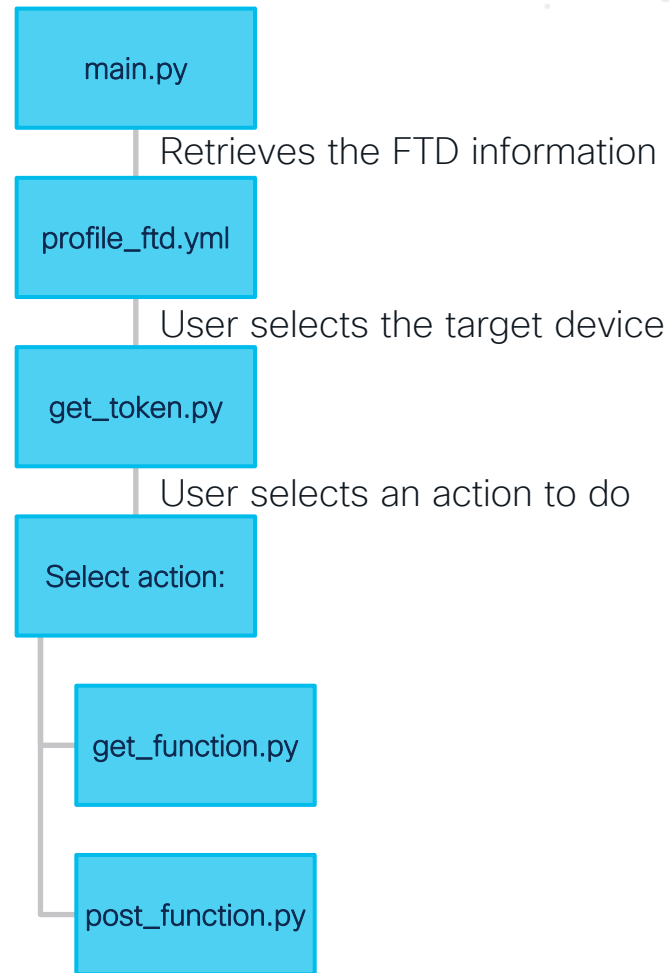 main.py
Retrieves the FTD information
profile_ftd.yml
User selects the target device
get_token.py
User selects an action to do
Select action:
get_function.py
post_function.py